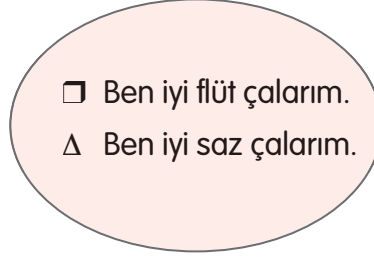 ❒ Ben iyi flüt çalarım.
∆ Ben iyi saz çalarım.